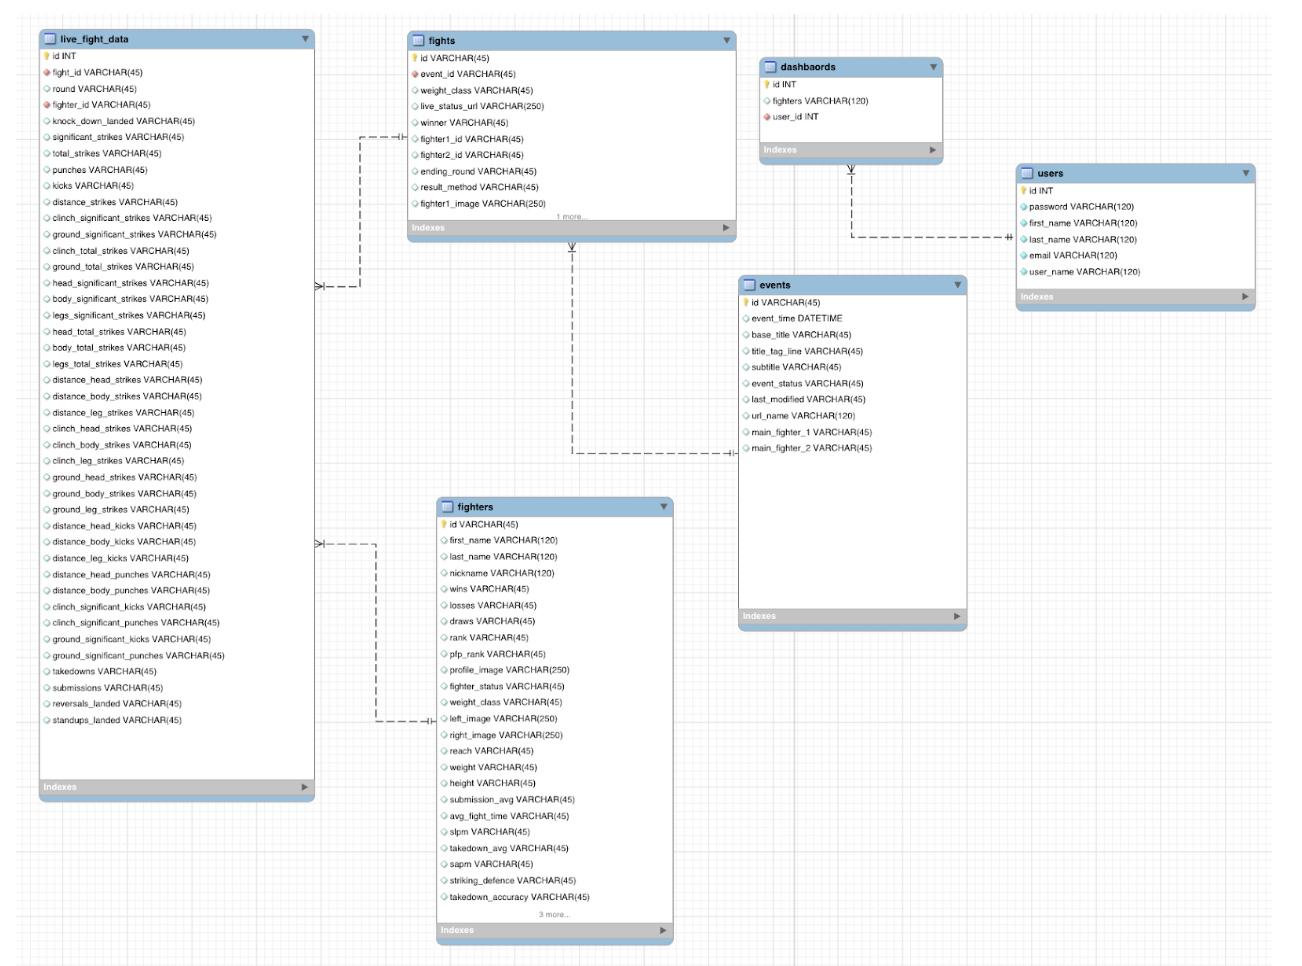 live_fight_data
id INT
fight_id VARCHAR(45)
round VARCHAR(45)
fighter_id VARCHAR(45)
knock_down_landed VARCHAR(45)
significant_strikes VARCHAR(45)
total_strikes VARCHAR(45)
punches VARCHAR(45)
kicks VARCHAR(45)
distance_strikes VARCHAR(45)
clinch_significant_strikes VARCHAR(45)
ground_significant_strikes VARCHAR(45)
clinch_total_strikes VARCHAR(45)
ground_total_strikes VARCHAR(45)
head_significant_strikes VARCHAR(45)
body_significant_strikes VARCHAR(45)
legs_significant_strikes VARCHAR(45)
head_total_strikes VARCHAR(45)
body_total_strikes VARCHAR(45)
legs_total_strikes VARCHAR(45)
distance_head_strikes VARCHAR(45)
distance_body_strikes VARCHAR(45)
distance_leg_strikes VARCHAR(45)
clinch_head_strikes VARCHAR(45)
clinch_body_strikes VARCHAR(45)
clinch_leg_strikes VARCHAR(45)
ground_head_strikes VARCHAR(45)
ground_body_strikes VARCHAR(45)
ground_leg_strikes VARCHAR(45)
distance_head_kicks VARCHAR(45)
distance_body_kicks VARCHAR(45)
distance_leg_kicks VARCHAR(45)
distance_head_punches VARCHAR(45)
distance_body_punches VARCHAR(45)
clinch_significant_kicks VARCHAR(45)
clinch_significant_punches VARCHAR(45)
ground_significant_kicks VARCHAR(45)
ground_significant_punches VARCHAR(45)
takedowns VARCHAR(45)
submissions VARCHAR(45)
reversals_landed VARCHAR(45)
standups_landed VARCHAR(45)
Indexes
fights
id VARCHAR(45)
event_id VARCHAR(45)
weight_class VARCHAR(45)
live_status_url VARCHAR(250)
winner VARCHAR(45)
fighter1_id VARCHAR(45)
fighter2_id VARCHAR(45)
ending_round VARCHAR(45)
result_method VARCHAR(45)
fighter1_image VARCHAR(250)
1 more...
Indexes
dashbaords
id INT
fighters VARCHAR(120)
user_id INT
Indexes
users
id INT
password VARCHAR(120)
first_name VARCHAR(120)
last_name VARCHAR(120)
email VARCHAR(120)
user_name VARCHAR(120)
Indexes
events
id VARCHAR(45)
event_time DATETIME
base_title VARCHAR(45)
title_tag_line VARCHAR(45)
subtitle VARCHAR(45)
event_status VARCHAR(45)
last_modified VARCHAR(45)
url_name VARCHAR(120)
main_fighter_1 VARCHAR(45)
main_fighter_2 VARCHAR(45)
Indexes
fighters
id VARCHAR(45)
first_name VARCHAR(120)
last_name VARCHAR(120)
nickname VARCHAR(120)
wins VARCHAR(45)
losses VARCHAR(45)
draws VARCHAR(45)
rank VARCHAR(45)
pfp_rank VARCHAR(45)
profile_image VARCHAR(250)
fighter_status VARCHAR(45)
weight_class VARCHAR(45)
left_image VARCHAR(250)
right_image VARCHAR(250)
reach VARCHAR(45)
weight VARCHAR(45)
height VARCHAR(45)
submission_avg VARCHAR(45)
avg_fight_time VARCHAR(45)
slpm VARCHAR(45)
takedown_avg VARCHAR(45)
sapm VARCHAR(45)
striking_defence VARCHAR(45)
takedown_accuracy VARCHAR(45)
3 more...
Indexes